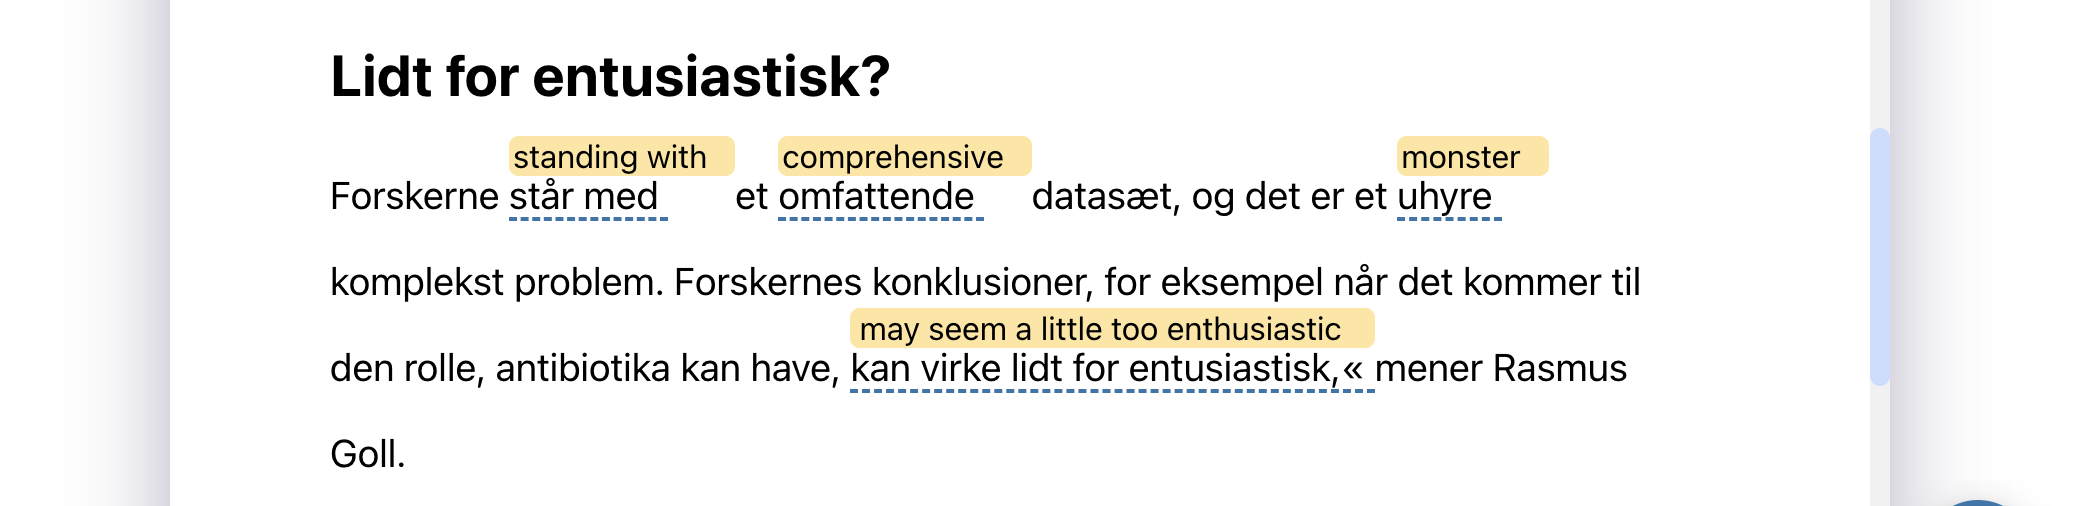 Lidt for entusiastisk?
standing with comprehensive monster
Forskerne står med et omfattende datasæt, og det er et uhyre
komplekst problem. Forskernes konklusioner, for eksempel når det kommer til
may seem a little too enthusiastic
den rolle, antibiotika kan have, kan virke lidt for entusiastisk,« mener Rasmus
Goll.